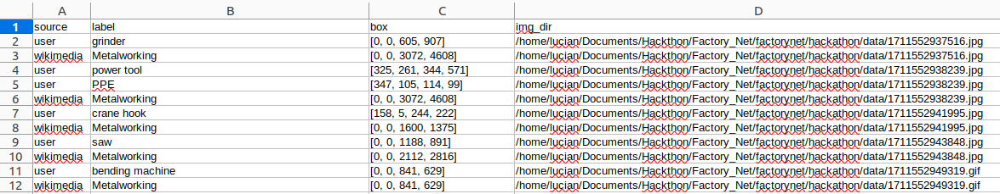 A B C D
1 source label box img_dir
2 user grinder [0, 0, 605, 907] /home/lucian/Documents/Hackthon/Factory_Net/factorynet/hackathon/data/1711552937516.jpg
3 wikimedia Metalworking [0, 0, 3072, 4608] /home/lucian/Documents/Hackthon/Factory_Net/factorynet/hackathon/data/1711552937516.jpg
4 user power tool [325, 261, 344, 571] /home/lucian/Documents/Hackthon/Factory_Net/factorynet/hackathon/data/1711552938239.jpg
5 user PPE [347, 105, 114, 99] /home/lucian/Documents/Hackthon/Factory_Net/factorynet/hackathon/data/1711552938239.jpg
6 wikimedia Metalworking [0, 0, 3072, 4608] /home/lucian/Documents/Hackthon/Factory_Net/factorynet/hackathon/data/1711552938239.jpg
7 user crane hook [158, 5, 244, 222] /home/lucian/Documents/Hackthon/Factory_Net/factorynet/hackathon/data/1711552941995.jpg
8 wikimedia Metalworking [0, 0, 1600, 1375] /home/lucian/Documents/Hackthon/Factory_Net/factorynet/hackathon/data/1711552941995.jpg
9 user saw [0, 0, 1188, 891] /home/lucian/Documents/Hackthon/Factory_Net/factorynet/hackathon/data/1711552943848.jpg
10 wikimedia Metalworking [0, 0, 2112, 2816] /home/lucian/Documents/Hackthon/Factory_Net/factorynet/hackathon/data/1711552943848.jpg
11 user bending machine [0, 0, 841, 629] /home/lucian/Documents/Hackthon/Factory_Net/factorynet/hackathon/data/1711552949319.gif
12 wikimedia Metalworking [0, 0, 841, 629] /home/lucian/Documents/Hackthon/Factory_Net/factorynet/hackathon/data/1711552949319.gif